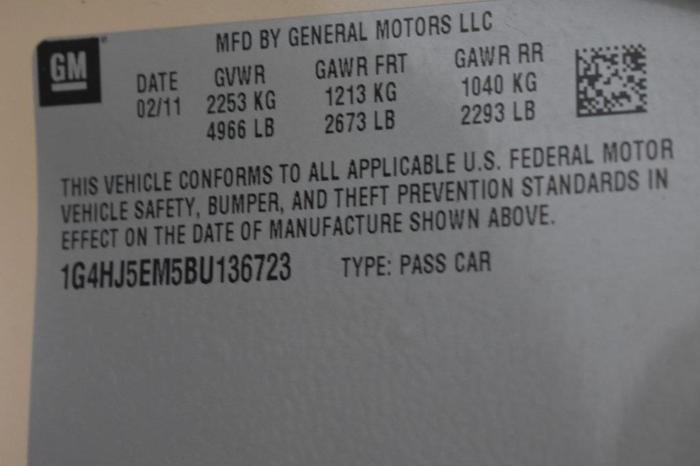 GM
MFD BY GENERAL MOTORS LLC
DATE GVWR GAWR FRT GAWR RR
02/11 2253 KG 1213 KG 1040 KG
4966 LB 2673 LB 2293 LB
THIS VEHICLE CONFORMS TO ALL APPLICABLE U.S. FEDERAL MOTOR
VEHICLE SAFETY, BUMPER, AND THEFT PREVENTION STANDARDS IN
EFFECT ON THE DATE OF MANUFACTURE SHOWN ABOVE.
1G4HJ5EM5BU136723 TYPE: PASS CAR